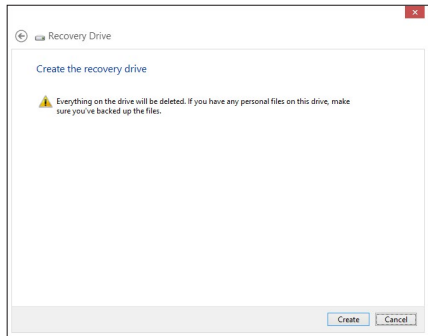 Recovery Drive
Create the recovery drive
Everything on the drive will be deleted. If you have any personal files on this drive, make
sure you've backed up the files.
Create Cancel